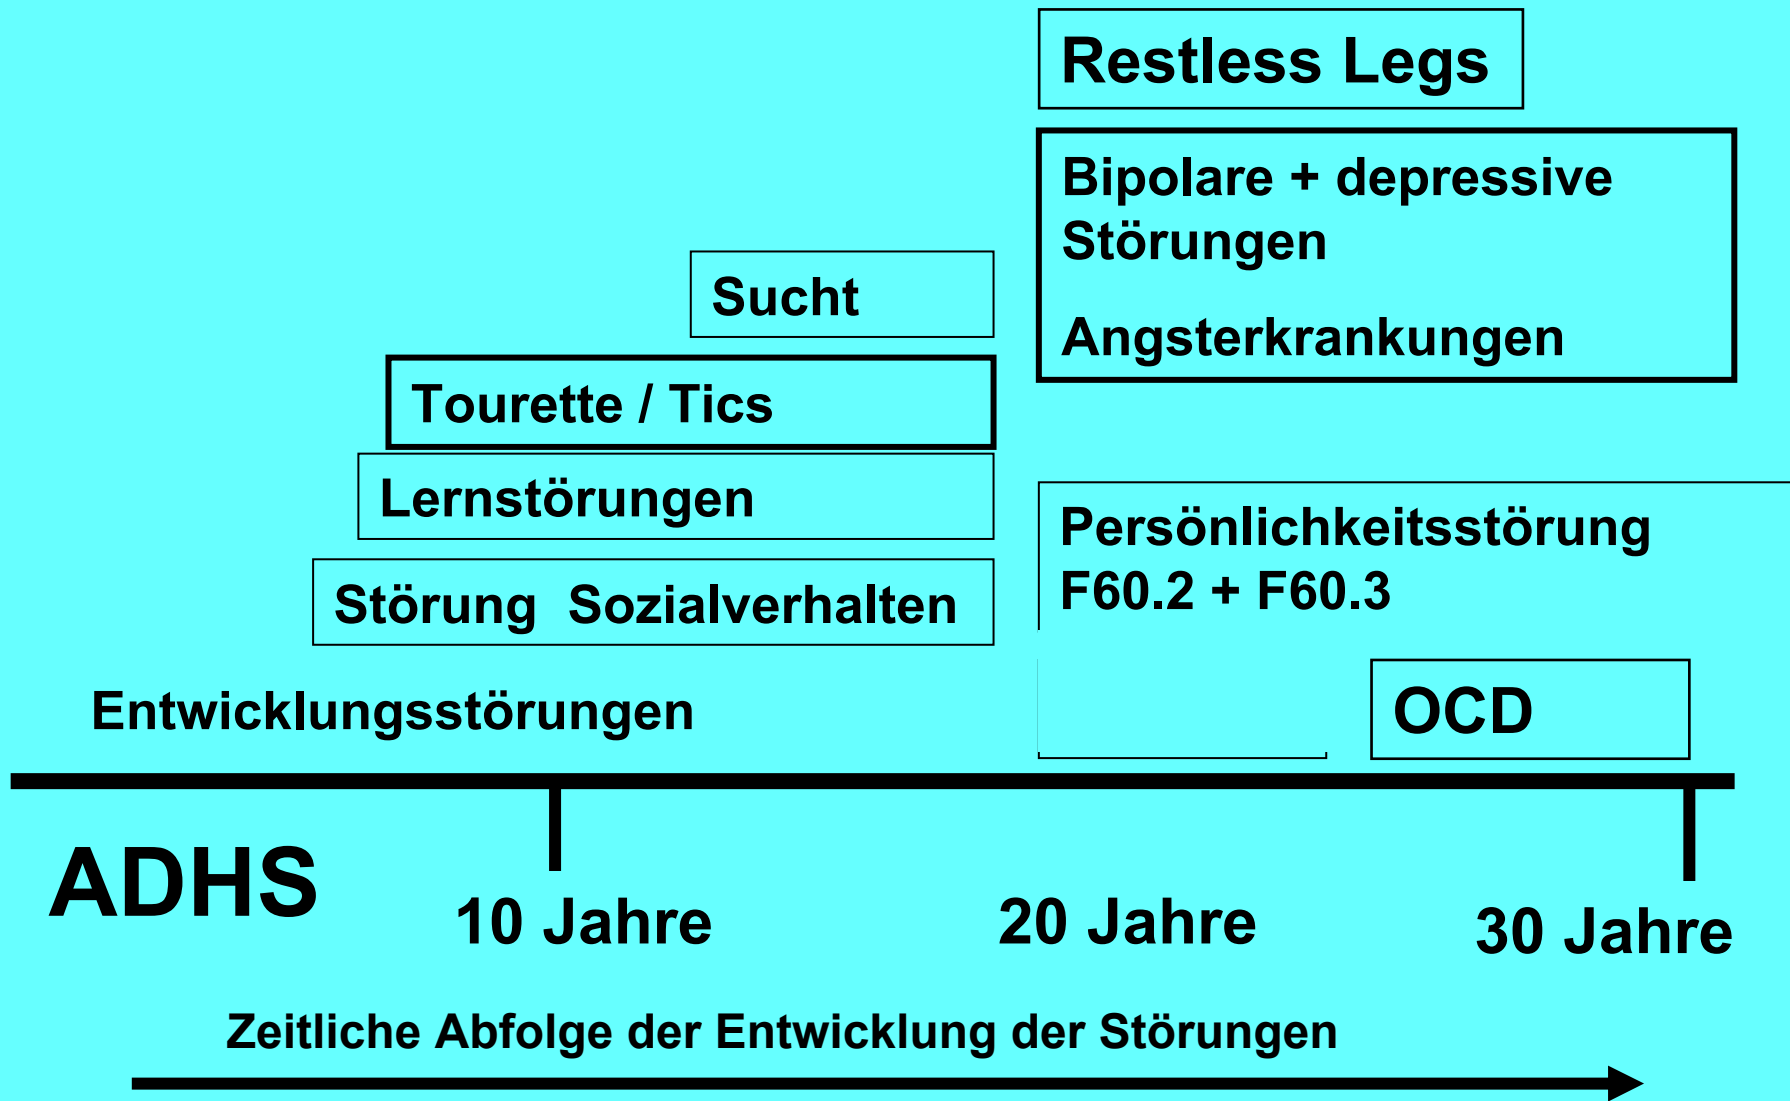 Restless Legs
Bipolare + depressive
Störungen
Angsterkrankungen
Sucht
Tourette / Tics
Lernstörungen
Störung  Sozialverhalten
Persönlichkeitsstörung
F60.2 + F60.3
Entwicklungsstörungen
OCD
ADHS
10 Jahre
20 Jahre
30 Jahre
Zeitliche Abfolge der Entwicklung der Störungen